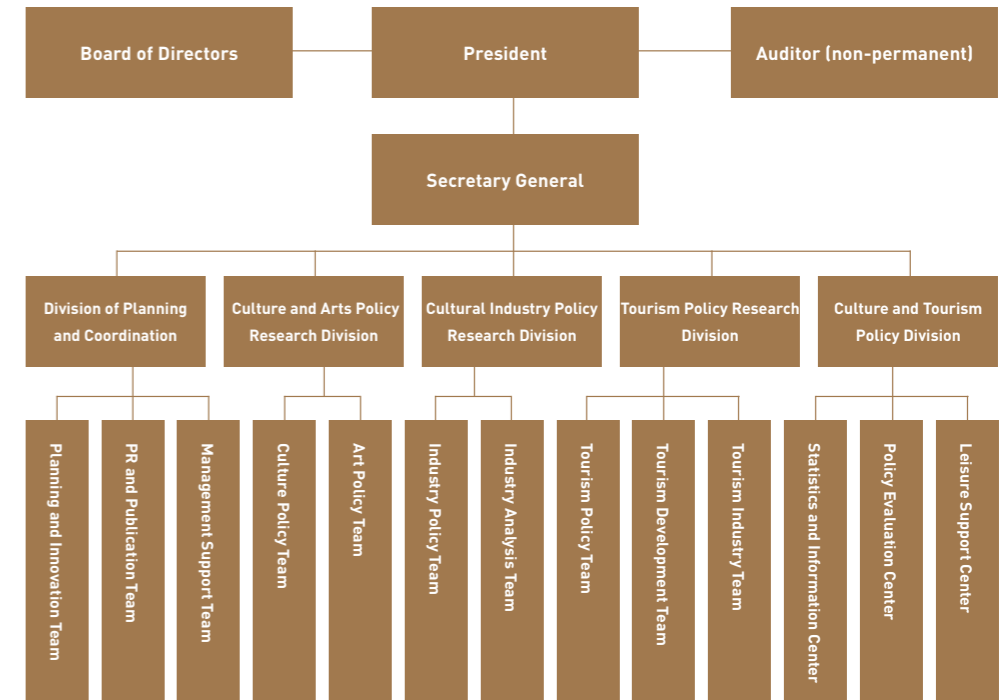 Board of Directors
President
Auditor (non-permanent)
Secretary General
Division of Planning
and Coordination
Culture and Arts Policy
Research Division
Cultural Industry Policy
Research Division
Tourism Policy Research
Division
Culture and Tourism
Policy Division
Planning and Innovation Team
PR and Publication Team
Management Support Team
Culture Policy Team
Art Policy Team
Industry Policy Team
Industry Analysis Team
Tourism Policy Team
Tourism Development Team
Tourism Industry Team
Statistics and Information Center
Policy Evaluation Center
Leisure Support Center